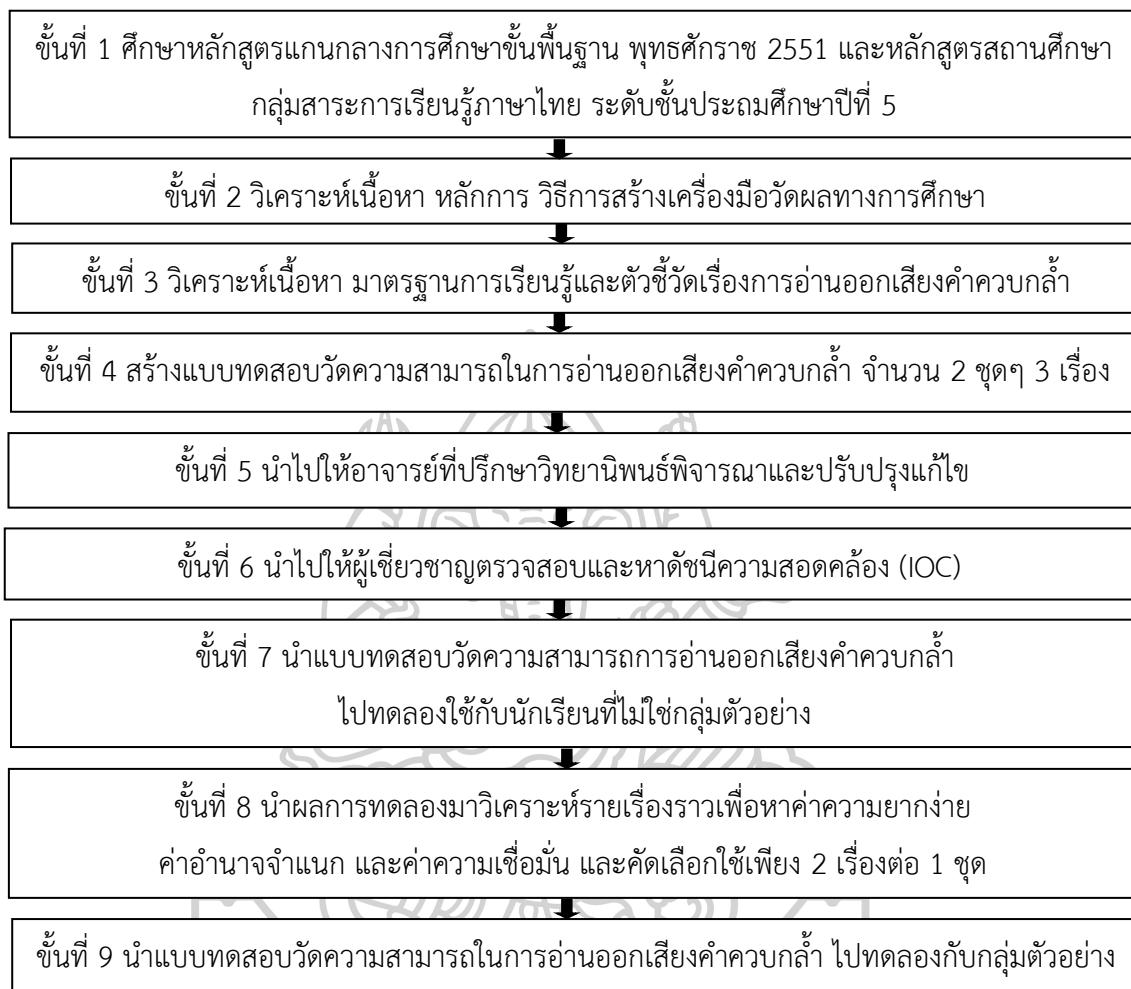 ขั้นที่ 1 ศึกษาหลักสูตรแกนกลางการศึกษาขั้นพื้นฐาน พุทธศักราช 2551 และหลักสูตรสถานศึกษา
กลุ่มสาระการเรียนรู้ภาษาไทย ระดับชั้นประถมศึกษาปีที่ 5
ขั้นที่ 2 วิเคราะห์เนื้อหา หลักการ วิธีการสร้างเครื่องมือวัดผลทางการศึกษา
ขั้นที่ 3 วิเคราะห์เนื้อหา มาตรฐานการเรียนรู้และตัวชี้วัดเรื่องการอ่านออกเสียงคำควบกล้ำ
ขั้นที่ 4 สร้างแบบทดสอบวัดความสามารถในการอ่านออกเสียงคำควบกล้ำ จำนวน 2 ชุดๆ 3 เรื่อง
ขั้นที่ 5 นำไปให้อาจารย์ที่ปรึกษาวิทยานิพนธ์พิจารณาและปรับปรุงแก้ไข
ขั้นที่ 6 นำไปให้ผู้เชี่ยวชาญตรวจสอบและหาดัชนีความสอดคล้อง (IOC)
ขั้นที่ 7 นำแบบทดสอบวัดความสามารถการอ่านออกเสียงคำควบกล้ำ
ไปทดลองใช้กับนักเรียนที่ไม่ใช่กลุ่มตัวอย่าง
ขั้นที่ 8 นำผลการทดลองมาวิเคราะห์รายเรื่องราวเพื่อหาค่าความยากง่าย
ค่าอำนาจจำแนก และค่าความเชื่อมั่น และคัดเลือกใช้เพียง 2 เรื่องต่อ 1 ชุด
ขั้นที่ 9 นำแบบทดสอบวัดความสามารถในการอ่านออกเสียงคำควบกล้ำ ไปทดลองกับกลุ่มตัวอย่าง